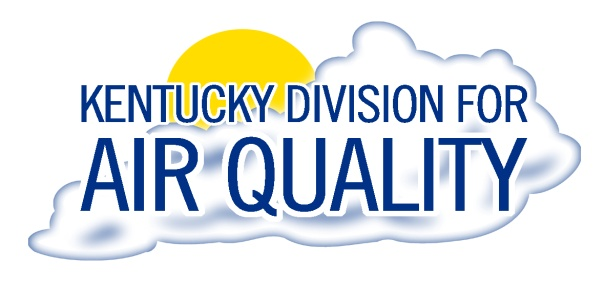 KENTUCKY DIVISION FOR
AIR QUALITY